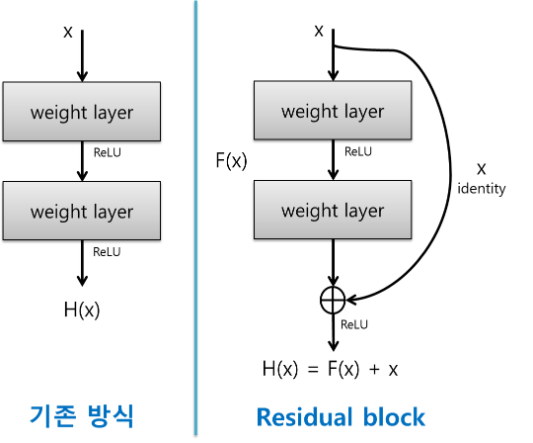 x
weight layer
ReLU
weight layer
ReLU
H(x)
기존 방식
x
weight layer
F(x)
ReLU
x
identity
weight layer
ReLU
H(x) = F(x) + x
Residual block